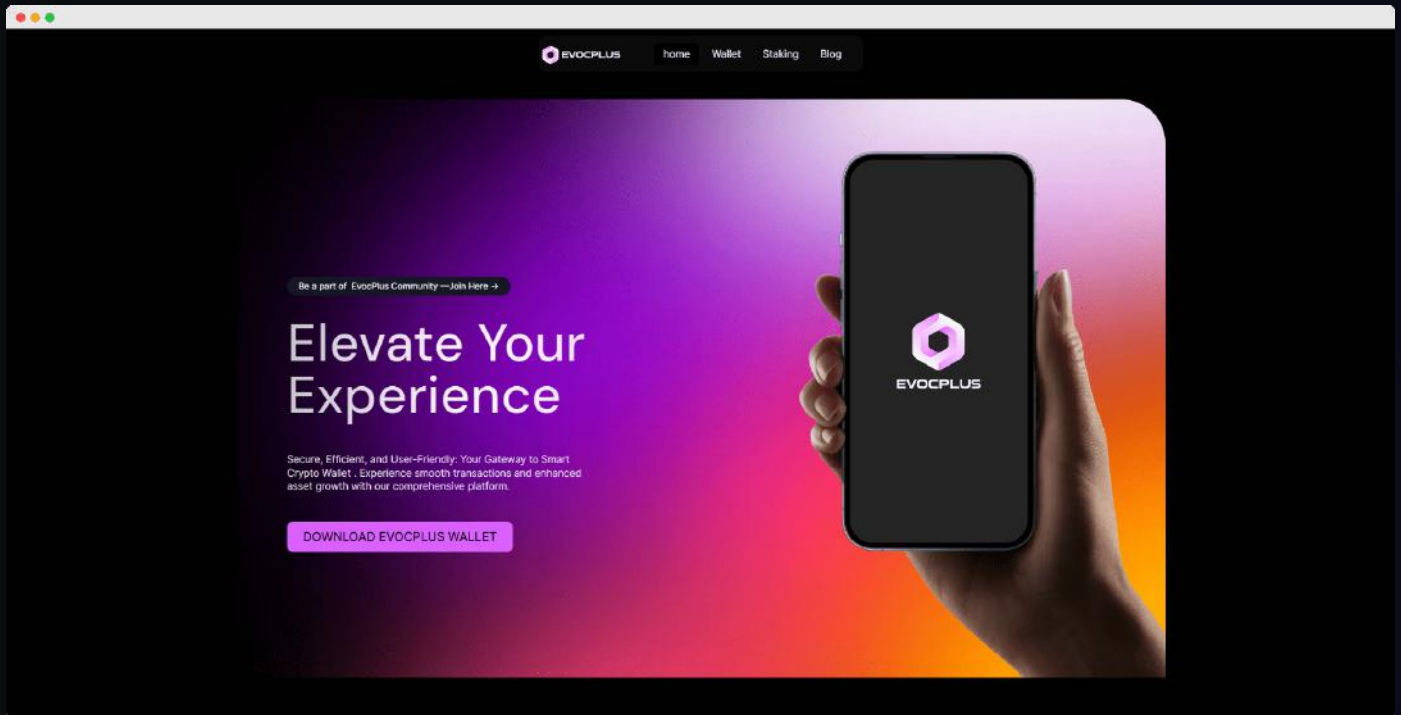 EVOCPLUS
home
Wallet
Staking
Blog
Be a part of EvocPlus Community —Join Here →
Elevate Your
Experience
Secure, Efficient, and User-Friendly: Your Gateway to Smart
Crypto Wallet . Experience smooth transactions and enhanced
asset growth with our comprehensive platform.
DOWNLOAD EVOCPLUS WALLET
EVOCPLUS